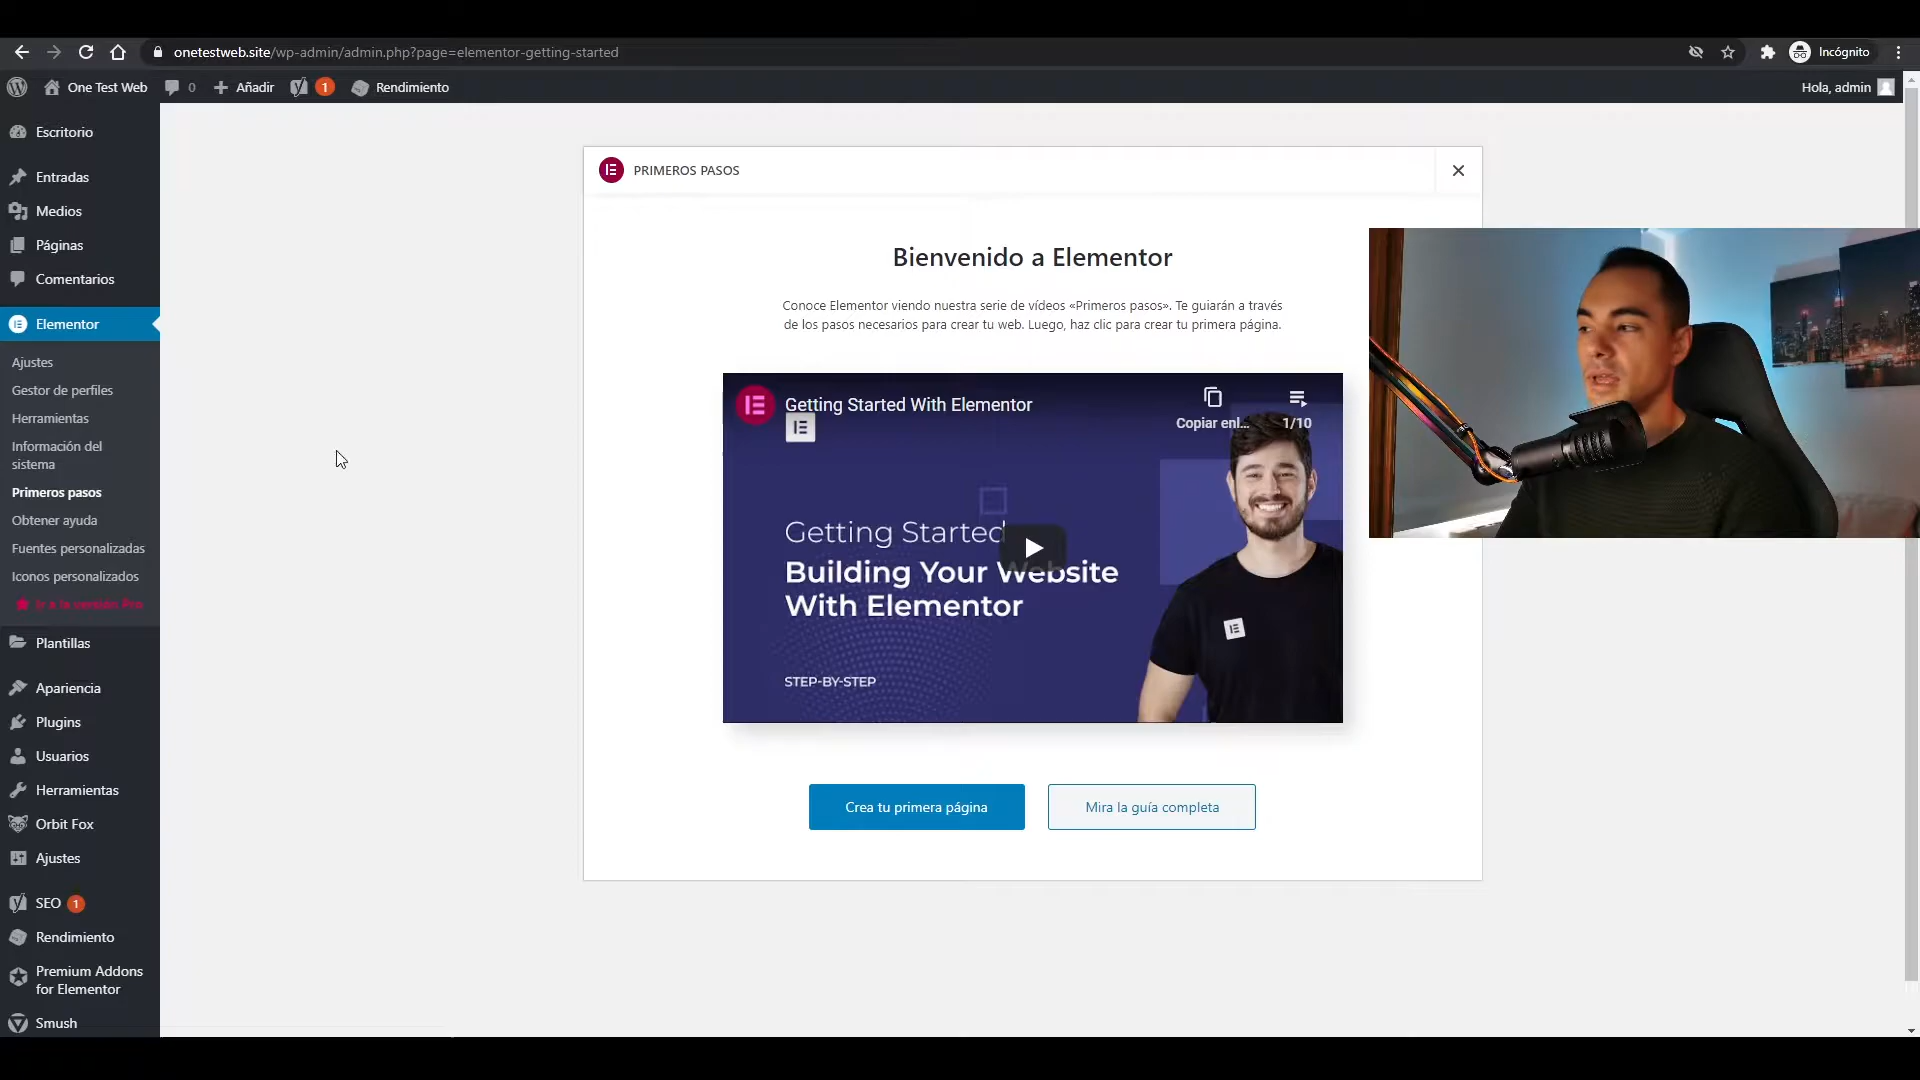 onetestweb.site/wp-admin/admin.php?page=elementor-getting-started
Incógnito
One Test Web
0
Añadir
1
Rendimiento
Hola, admin
Escritorio
Entradas
Medios
Páginas
Comentarios
Elementor
Ajustes
Gestor de perfiles
Herramientas
Información del
sistema
Primeros pasos
Obtener ayuda
Fuentes personalizadas
Iconos personalizados
Ir a la versión Pro
Plantillas
Apariencia
Plugins
Usuarios
Herramientas
Orbit Fox
Ajustes
SEO 1
Rendimiento
Premium Addons
for Elementor
Smush
PRIMEROS PASOS
Bienvenido a Elementor
Conoce Elementor viendo nuestra serie de vídeos «Primeros pasos». Te guiarán a través
de los pasos necesarios para crear tu web. Luego, haz clic para crear tu primera página.
Getting Started With Elementor
Copiar enl...
1/10
Getting Started
Building Your Website
With Elementor
STEP-BY-STEP
Crea tu primera página
Mira la guía completa